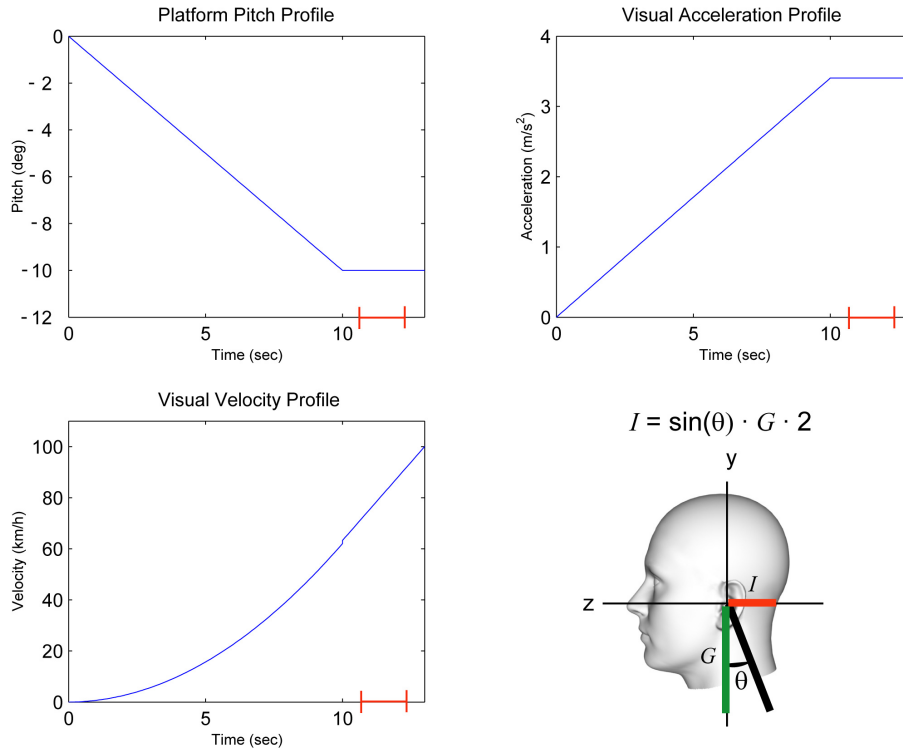 Platform Pitch Profile
Pitch (deg)
0
- 2
- 4
- 6
- 8
- 10
- 12
0 5 10
Time (sec)
Visual Acceleration Profile
Acceleration (m/s²)
4
3
2
1
0
0 5 10
Time (sec)
Visual Velocity Profile
Velocity (km/h)
100
80
60
40
20
0
0 5 10
Time (sec)
I = sin(θ) · G · 2
y
z
I
G
θ